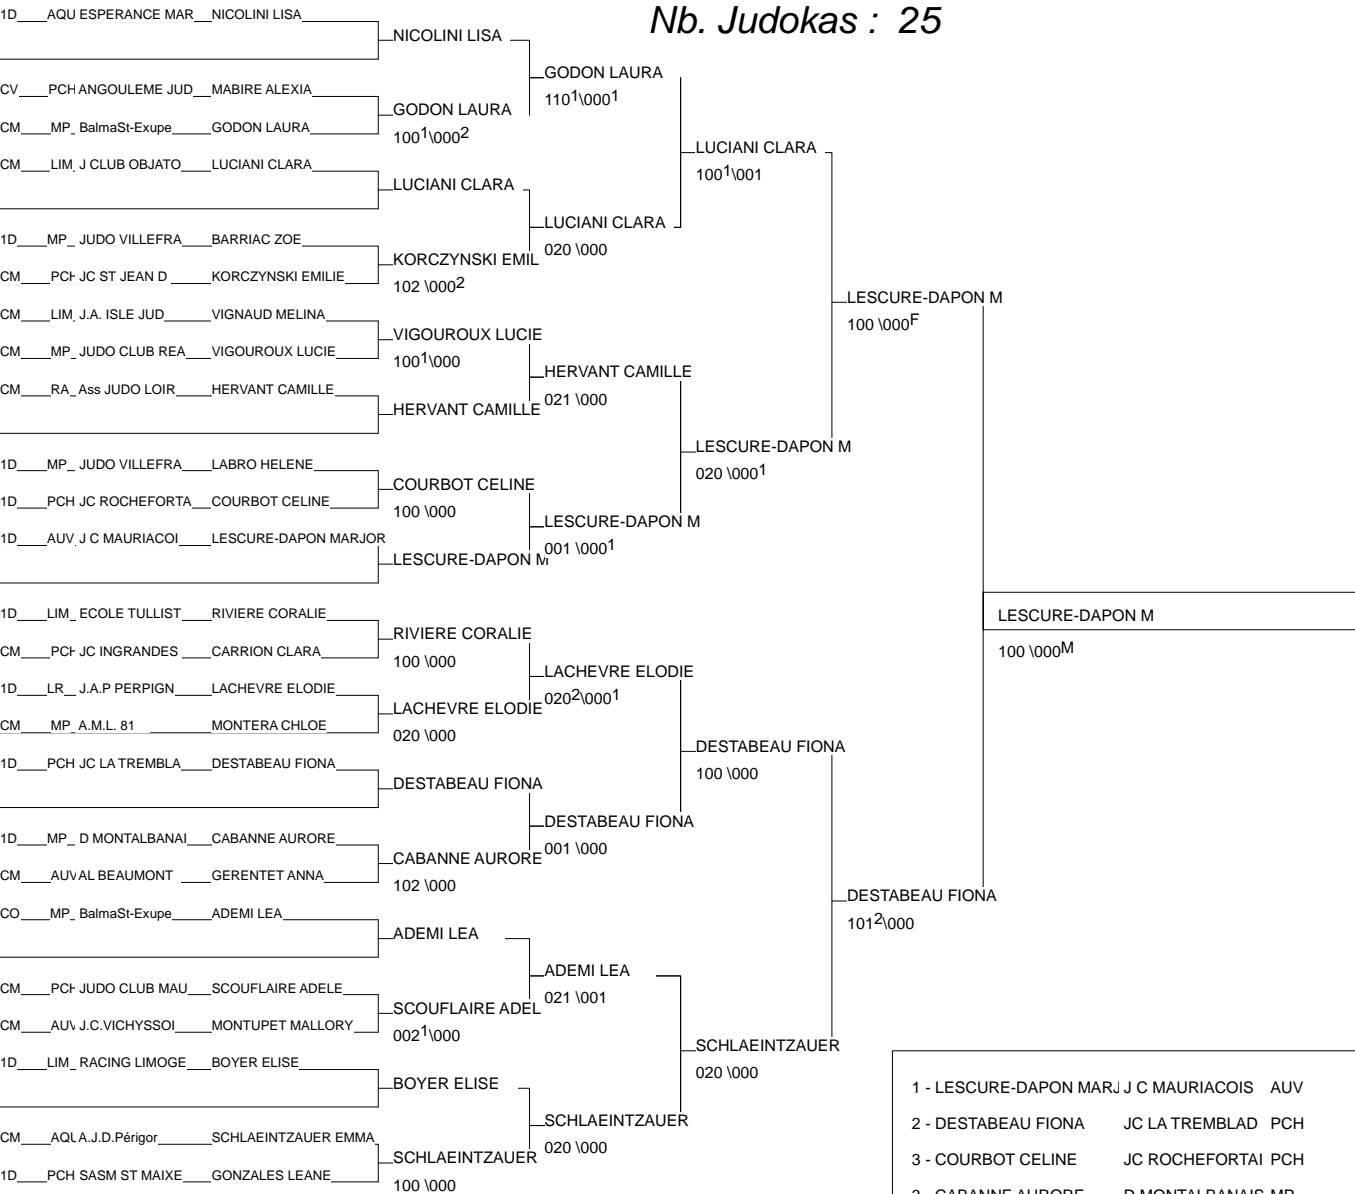 Nb. Judokas : 25
1D AQU ESPERANCE MAR NICOLINI LISA
CV PCH ANGOULEME JUD MABIRE ALEXIA
CM MP BalmaSt-Exupe GODON LAURA
CM LIM J CLUB OBJATO LUCIANI CLARA
1D MP JUDO VILLEFRA BARRIAC ZOE
CM PCH JC ST JEAN D KORCZYNSKI EMILIE
CM LIM J.A. ISLE JUD VIGNAUD MELINA
CM MP JUDO CLUB REA VIGOUROUX LUCIE
CM RA Ass JUDO LOIR HERVANT CAMILLE
1D MP JUDO VILLEFRA LABRO HELENE
1D PCH JC ROCHEFORTA COURBOT CELINE
1D AUV J C MAURIACOI LESCURE-DAPON MARJOR
1D LIM ECOLE TULLIST RIVIERE CORALIE
CM PCH JC INGRANDES CARRION CLARA
1D LR J.A.P PERPIGN LACHEVRE ELODIE
CM MP A.M.L. 81 MONTERA CHLOE
1D PCH JC LA TREMBLA DESTABEAU FIONA
1D MP D MONTALBANAI CABANNE AURORE
CM AUV AL BEAUMONT GERENTET ANNA
CO MP BalmaSt-Exupe ADEMI LEA
CM PCH JUDO CLUB MAU SCOUFLAIRE ADELE
CM AUV J.C.VICHYSSOI MONTUPET MALLORY
1D LIM RACING LIMOGE BOYER ELISE
CM AQU A.J.D.Périgor SCHLAEINTZAUER EMMA
1D PCH SASM ST MAIXE GONZALES LEANE
NICOLINI LISA
GODON LAURA
100¹\000²
LUCIANI CLARA
KORCZYNSKI EMIL
102 \000²
VIGOUROUX LUCIE
100¹\000
HERVANT CAMILLE
COURBOT CELINE
100 \000
LESCURE-DAPON M
RIVIERE CORALIE
100 \000
LACHEVRE ELODIE
020 \000
DESTABEAU FIONA
CABANNE AURORE
102 \000
ADEMI LEA
SCOUFLAIRE ADEL
002¹\000
BOYER ELISE
SCHLAEINTZAUER
100 \000
GODON LAURA
110¹\000¹
LUCIANI CLARA
020 \000
HERVANT CAMILLE
021 \000
LESCURE-DAPON M
001 \000¹
LACHEVRE ELODIE
020²\000¹
DESTABEAU FIONA
001 \000
ADEMI LEA
021 \001
SCHLAEINTZAUER
020 \000
LUCIANI CLARA
100¹\001
LESCURE-DAPON M
020 \000¹
DESTABEAU FIONA
100 \000
SCHLAEINTZAUER
020 \000
LESCURE-DAPON M
100 \000F
DESTABEAU FIONA
101²\000
LESCURE-DAPON M
100 \000M
1 - LESCURE-DAPON MARJ J C MAURIACOIS AUV
2 - DESTABEAU FIONA JC LA TREMBLAD PCH
3 - COURBOT CELINE JC ROCHEFORTAI PCH
3 - CABANNE AURORE D MONTALBANAIS MP